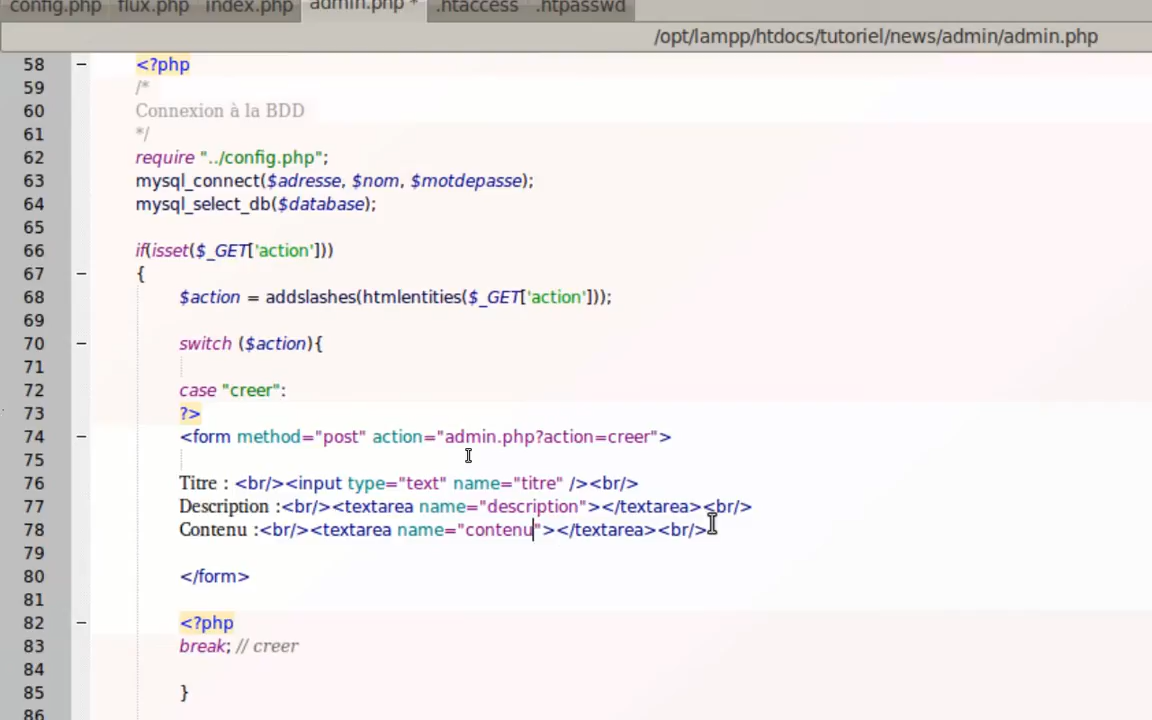 config.php flux.php index.php admin.php * .htaccess .htpasswd
/opt/lampp/htdocs/tutoriel/news/admin/admin.php
58 <?php
59 /*
60 Connexion à la BDD
61 */
62 require "../config.php";
63 mysql_connect($adresse, $nom, $motdepasse);
64 mysql_select_db($database);
65
66 if(isset($_GET['action']))
67 {
68 $action = addslashes(htmlentities($_GET['action']));
69
70 switch ($action){
71
72 case "creer":
73 ?>
74 <form method="post" action="admin.php?action=creer">
75
76 Titre : <br/><input type="text" name="titre" /><br/>
77 Description :<br/><textarea name="description"></textarea><br/>
78 Contenu :<br/><textarea name="contenu"></textarea><br/>
79
80 </form>
81
82 <?php
83 break; // creer
84
85 }
86